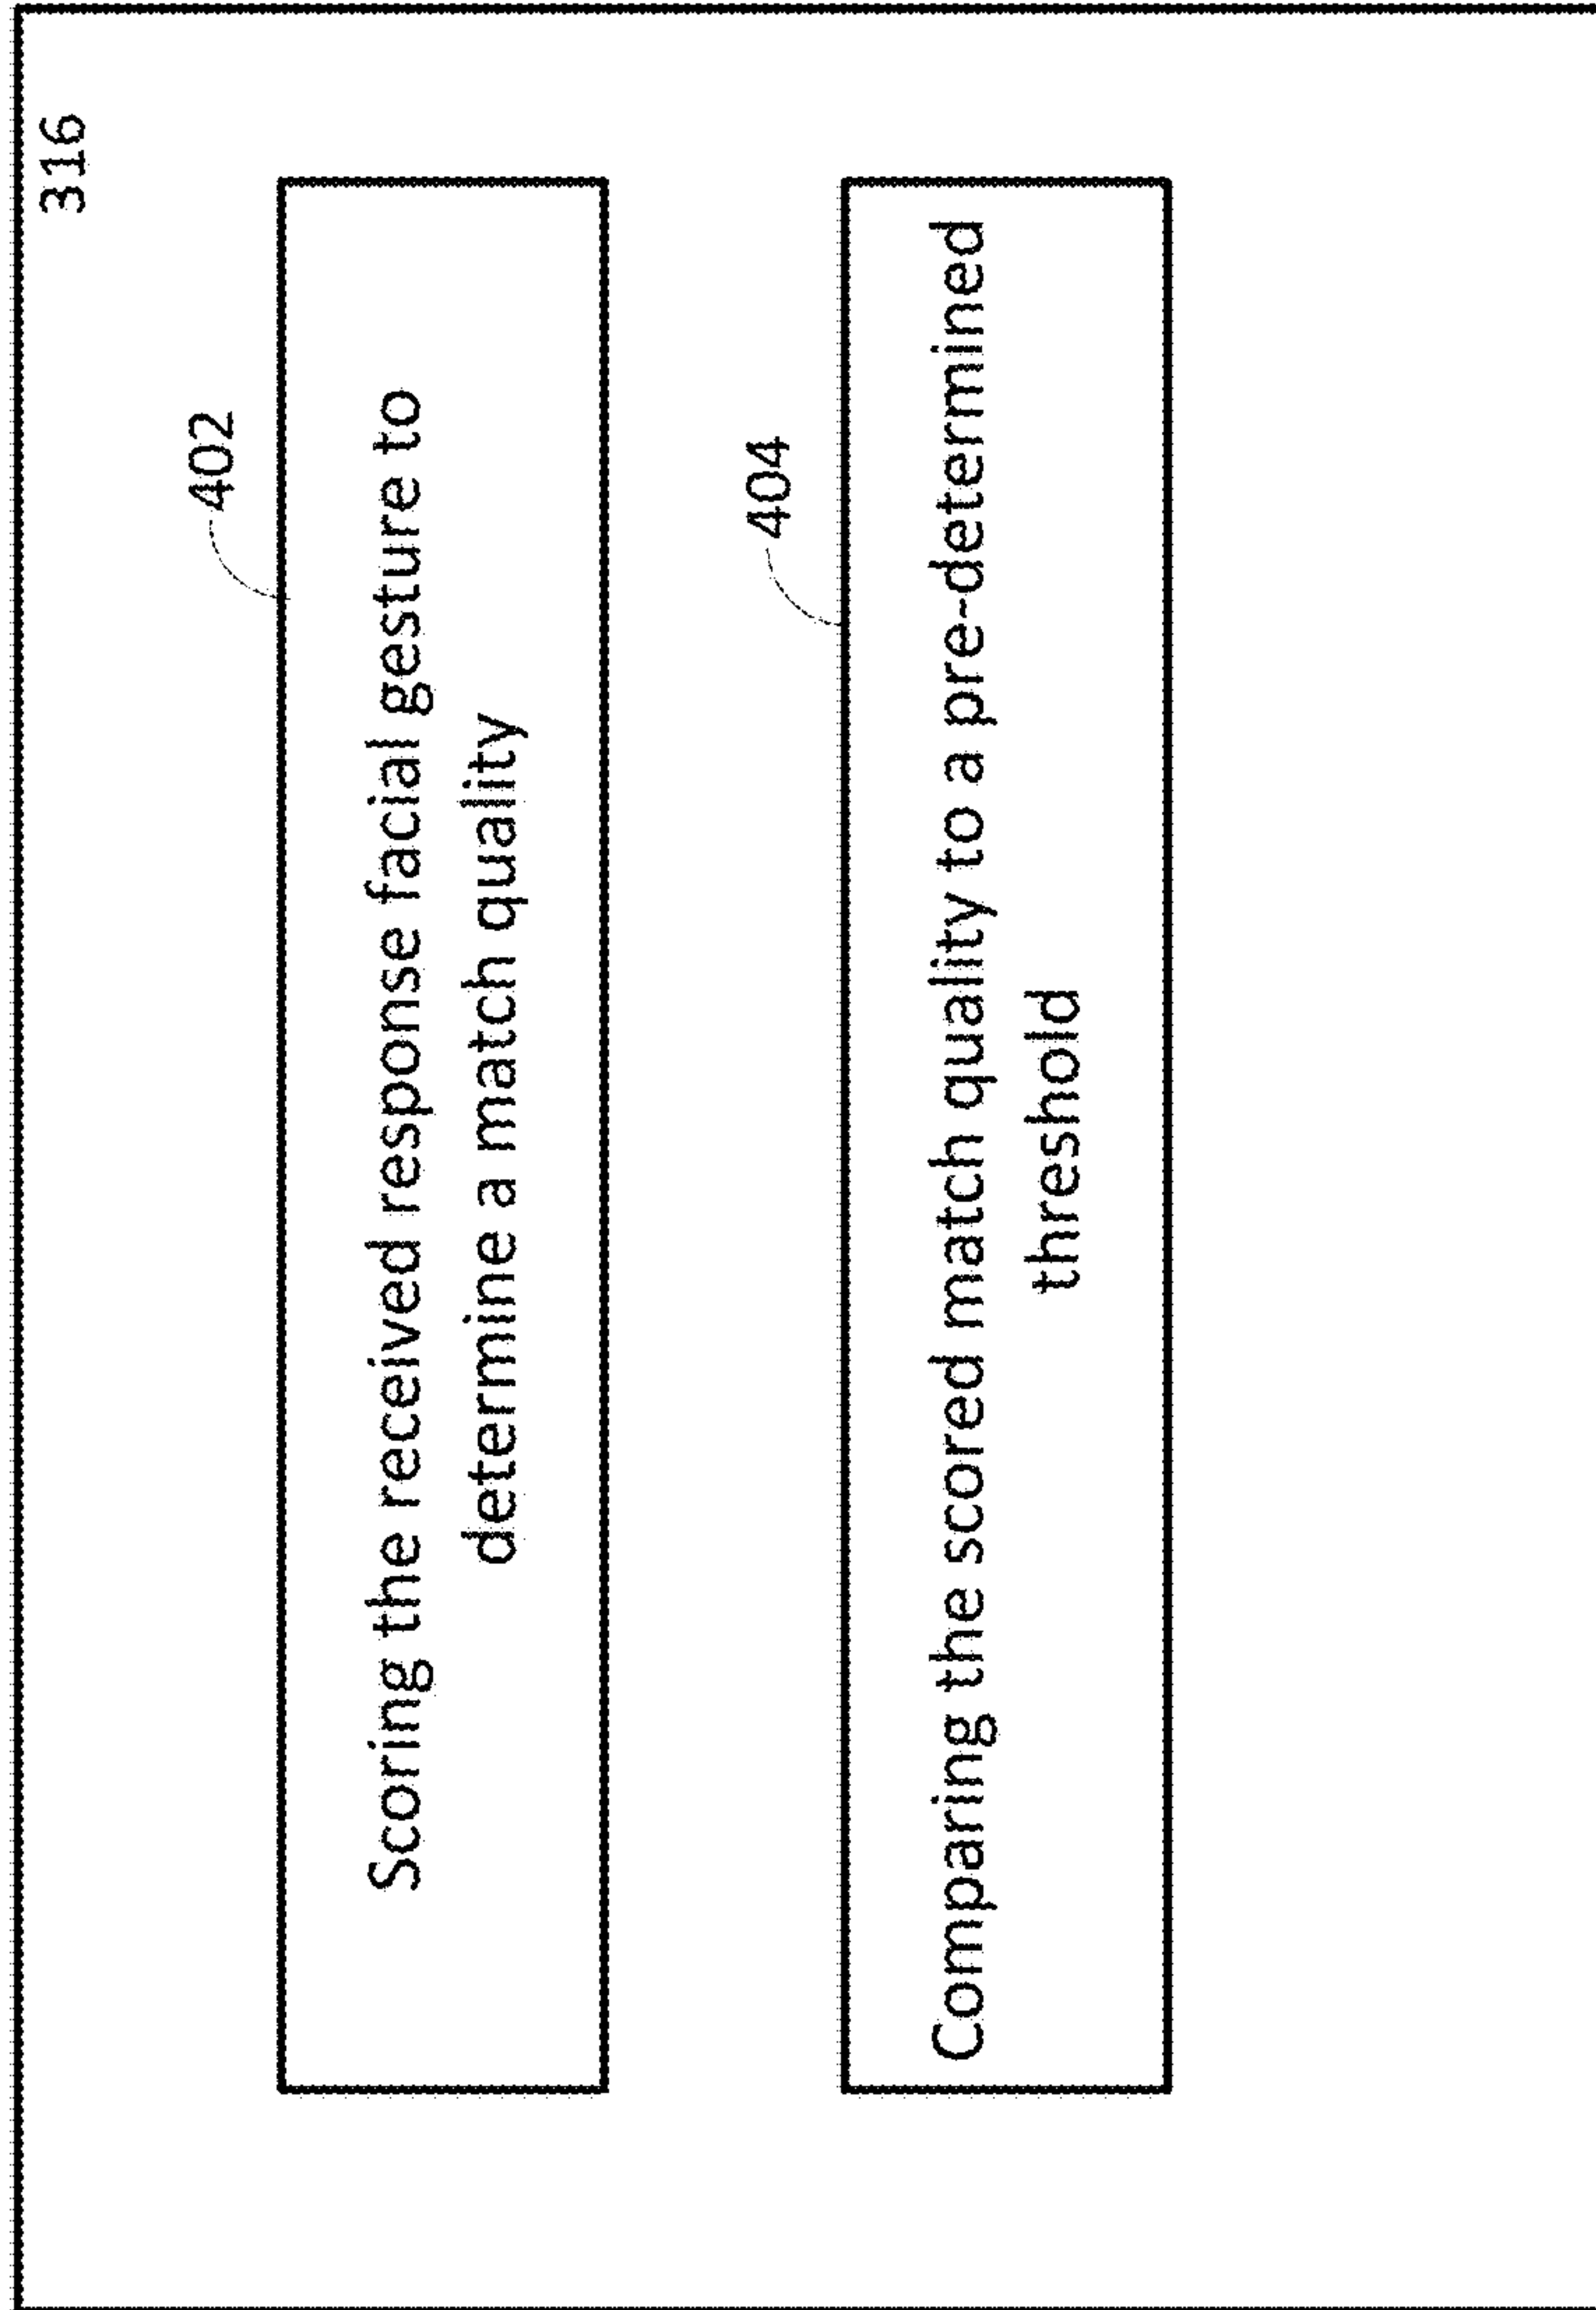 316
402
Scoring the received response facial gesture to
determine a match quality
404
Comparing the scored match quality to a pre-determined
threshold